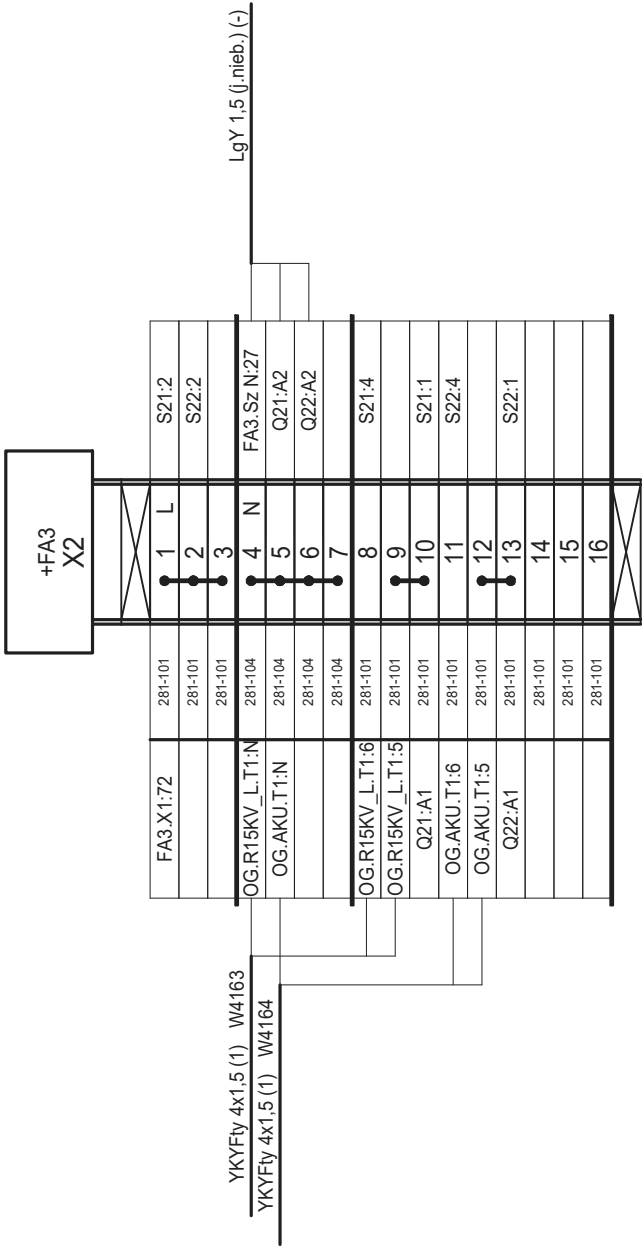 +FA3
X2
LgY 1,5 (j.nieb.) (-)
FA3.X1:72 281-101 1 L S21:2
281-101 2 S22:2
281-101 3
OG.R15KV_L.T1:N 281-104 4 N FA3.Sz N:27
OG.AKU.T1:N 281-104 5 Q21:A2
281-104 6 Q22:A2
281-104 7
OG.R15KV_L.T1:6 281-101 8 S21:4
OG.R15KV_L.T1:5 281-101 9
Q21:A1 281-101 10 S21:1
OG.AKU.T1:6 281-101 11 S22:4
OG.AKU.T1:5 281-101 12
Q22:A1 281-101 13 S22:1
281-101 14
281-101 15
281-101 16
YKYFty 4x1,5 (1) W4163
YKYFty 4x1,5 (1) W4164